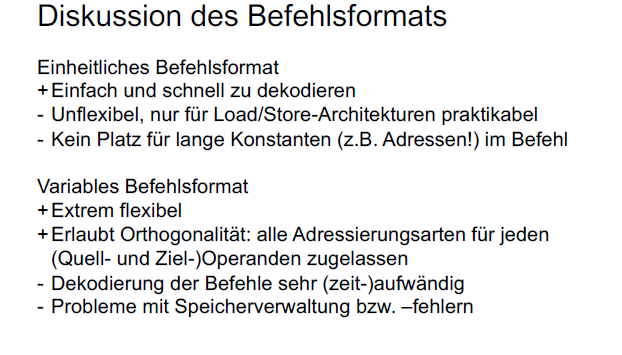 Diskussion des Befehlsformats
Einheitliches Befehlsformat
+ Einfach und schnell zu dekodieren
- Unflexibel, nur für Load/Store-Architekturen praktikabel
- Kein Platz für lange Konstanten (z.B. Adressen!) im Befehl
Variables Befehlsformat
+ Extrem flexibel
+ Erlaubt Orthogonalität: alle Adressierungsarten für jeden
(Quell- und Ziel-)Operanden zugelassen
- Dekodierung der Befehle sehr (zeit-)aufwändig
- Probleme mit Speicherverwaltung bzw. –fehlern